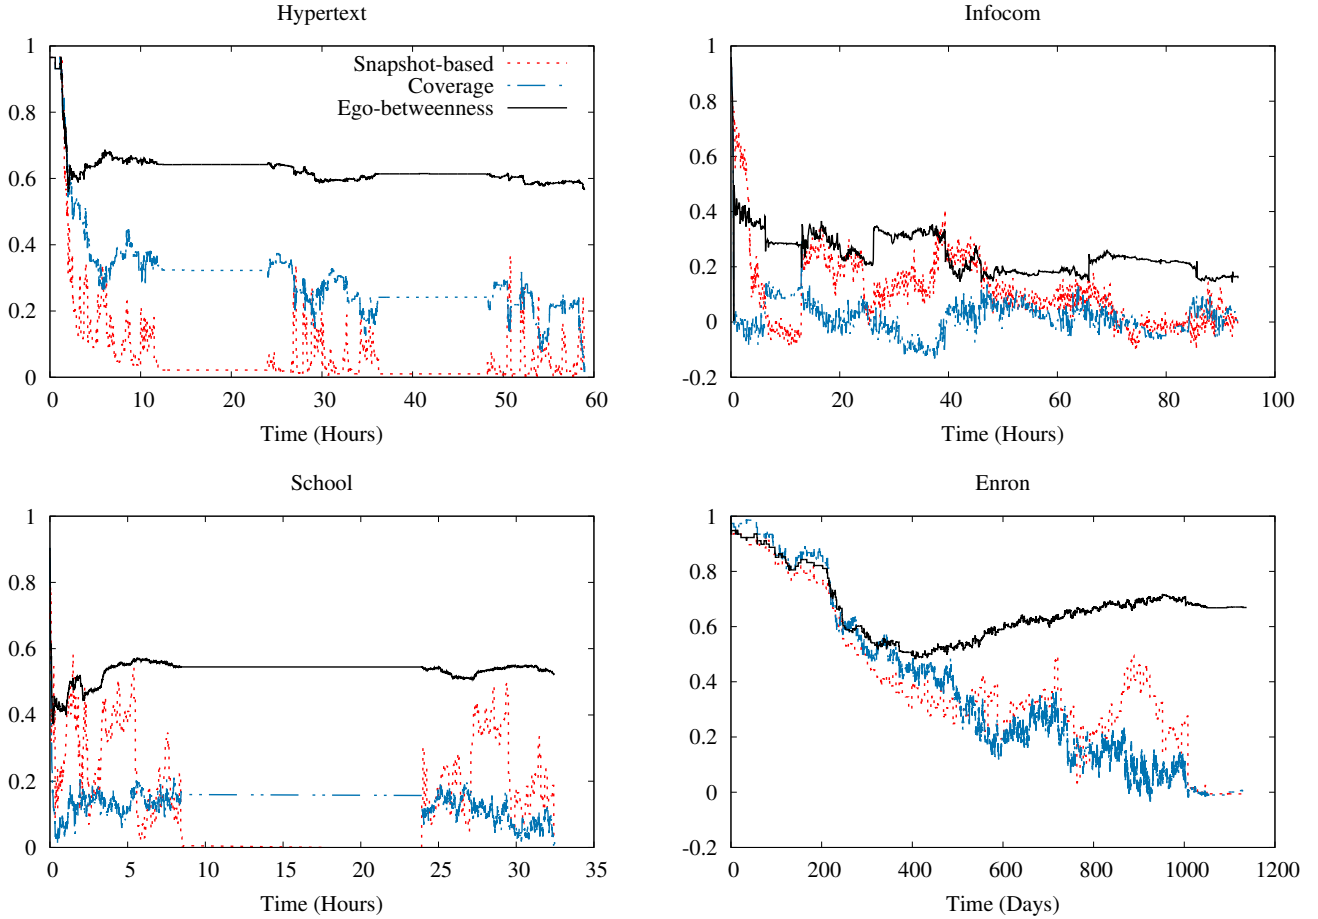 Hypertext
1
0.8
0.6
0.4
0.2
0
0 10 20 30 40 50 60
Time (Hours)
Snapshot-based
Coverage
Ego-betweenness
Infocom
1
0.8
0.6
0.4
0.2
0
-0.2
0 20 40 60 80 100
Time (Hours)
School
1
0.8
0.6
0.4
0.2
0
0 5 10 15 20 25 30 35
Time (Hours)
Enron
1
0.8
0.6
0.4
0.2
0
-0.2
0 200 400 600 800 1000 1200
Time (Days)